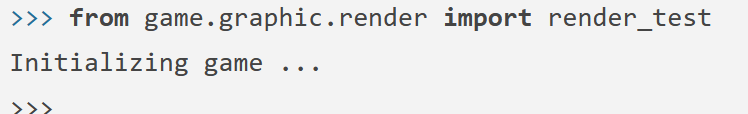 >>> from game.graphic.render import render_test
Initializing game ...
>>>